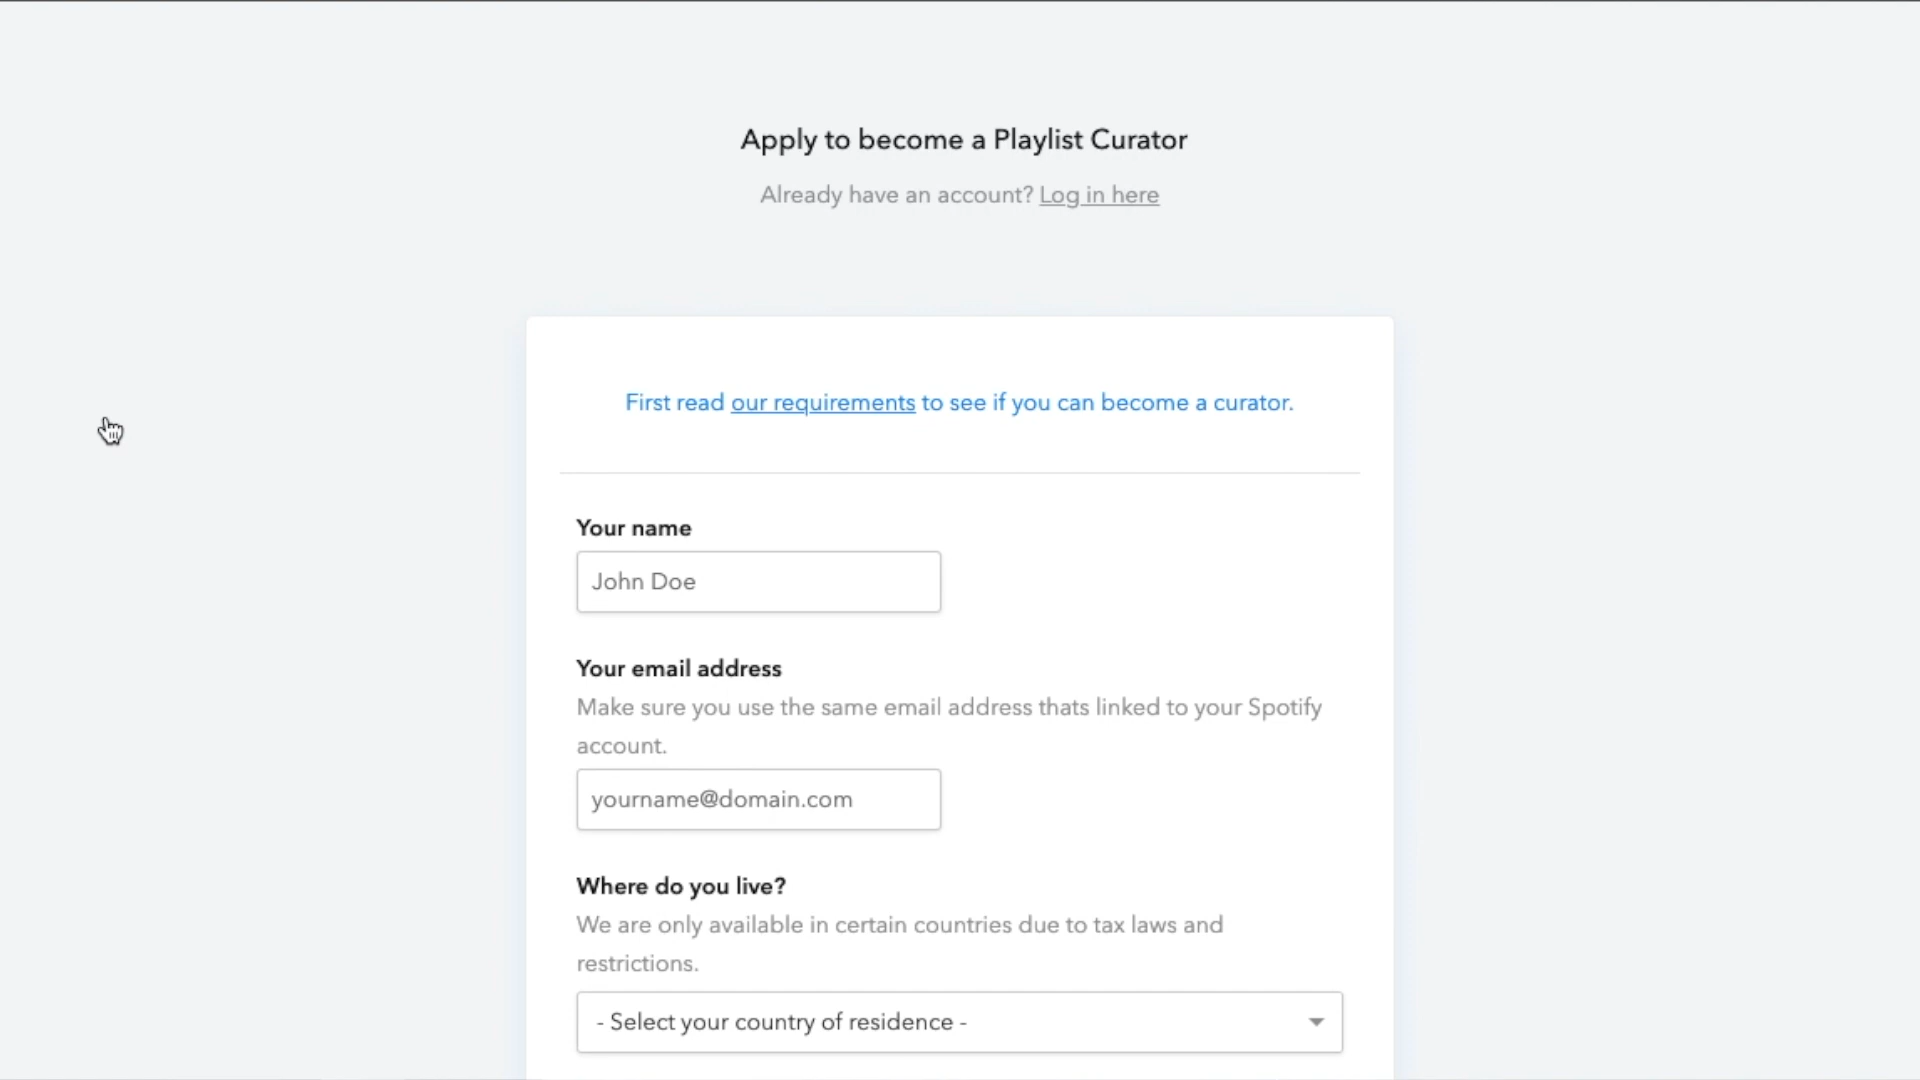 Apply to become a Playlist Curator
Already have an account? Log in here
First read our requirements to see if you can become a curator.
Your name
John Doe
Your email address
Make sure you use the same email address thats linked to your Spotify
account.
yourname@domain.com
Where do you live?
We are only available in certain countries due to tax laws and
restrictions.
- Select your country of residence -